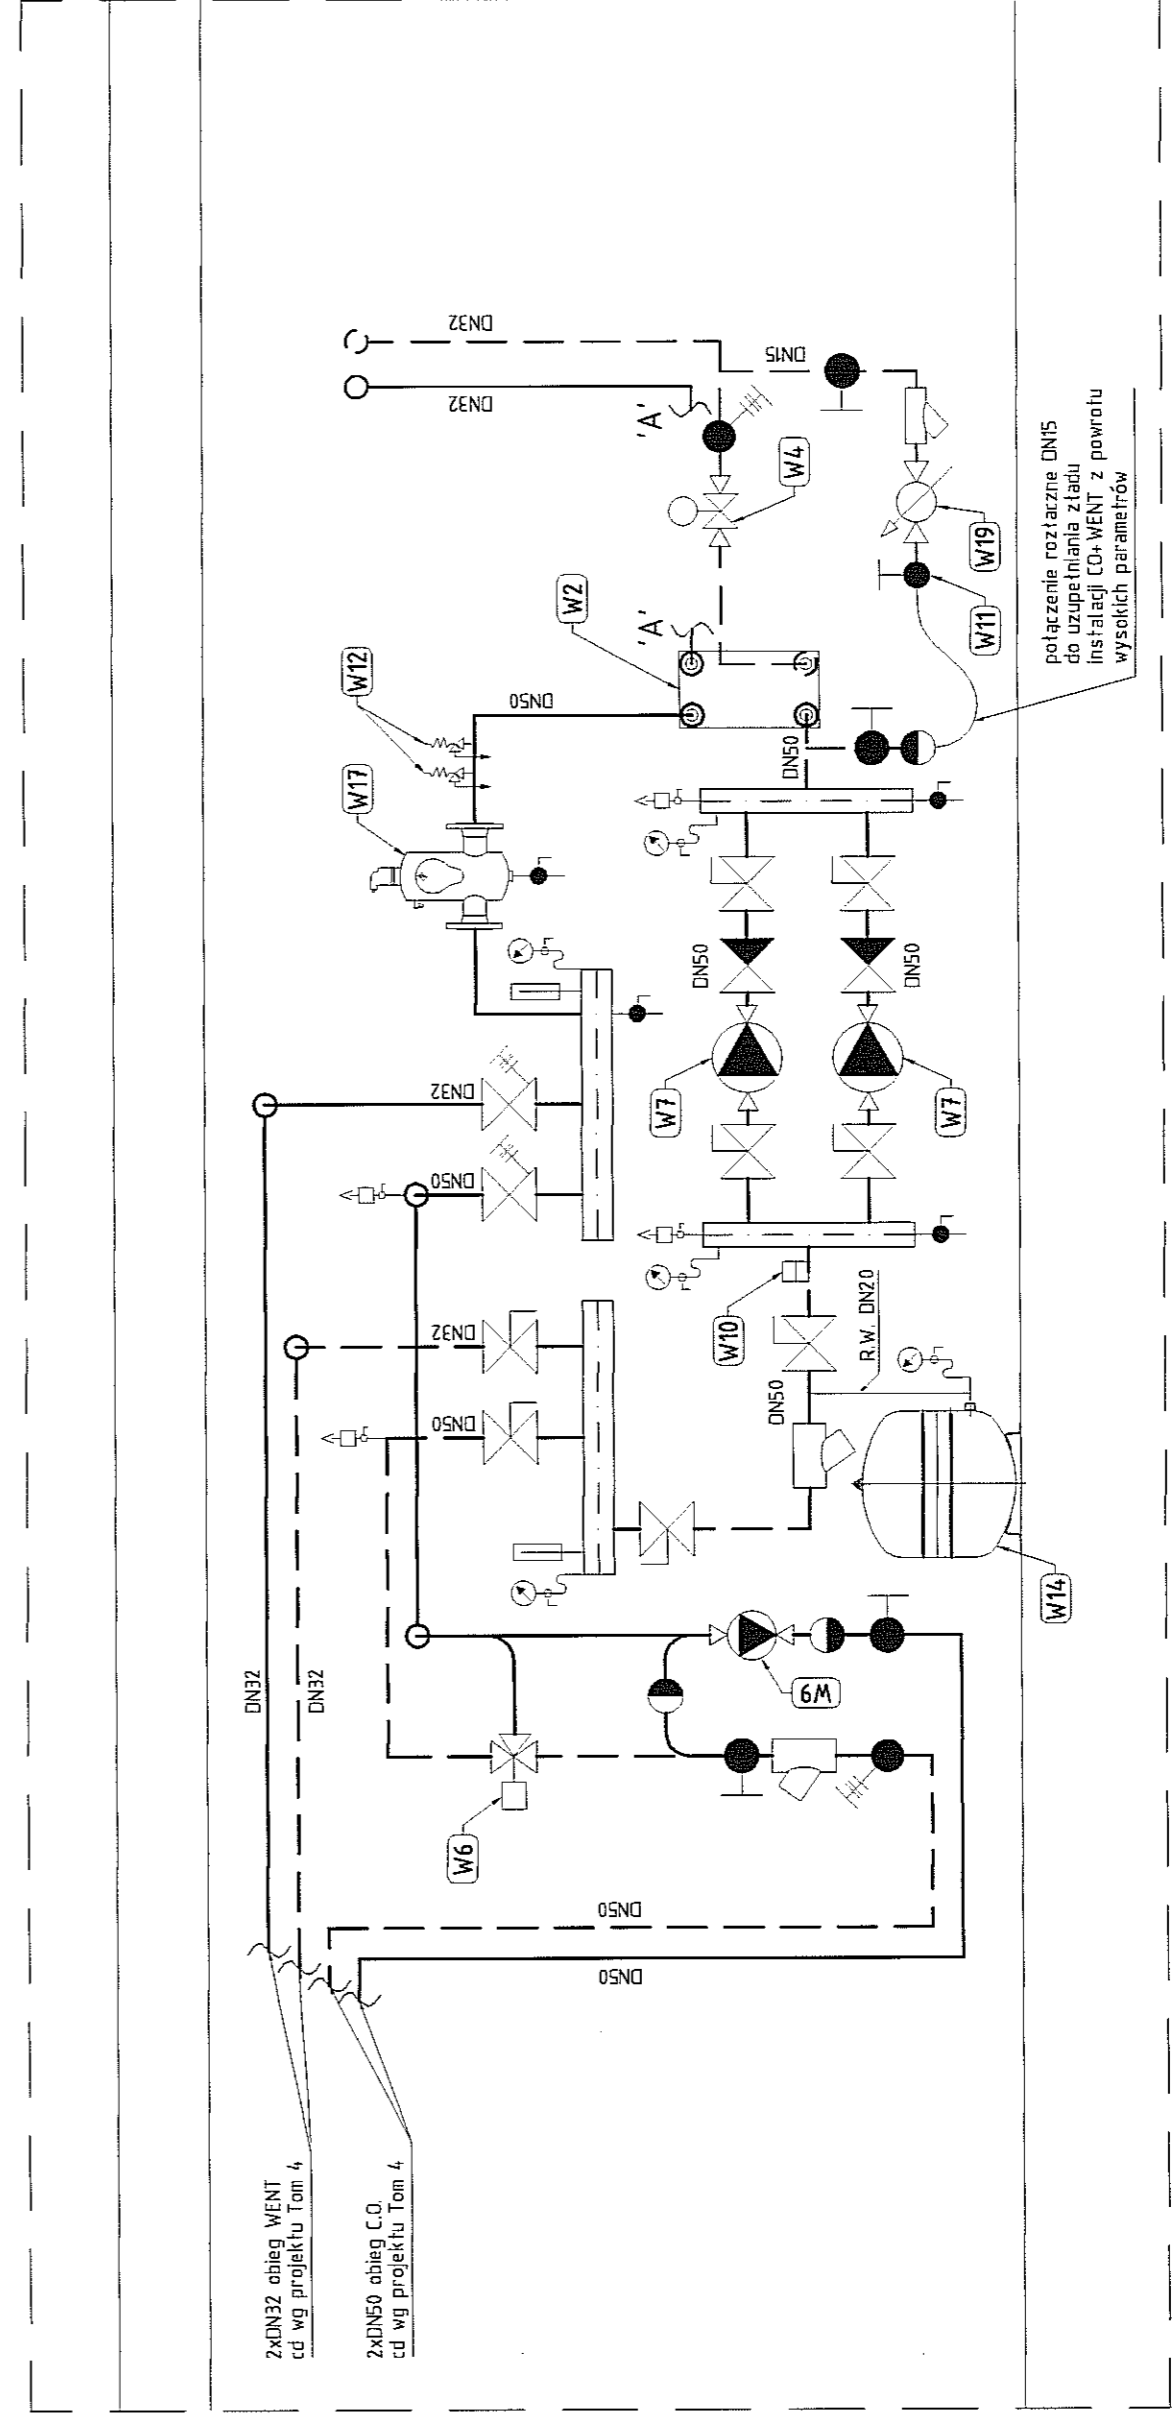 2xDN32 obieg WENT
cd wg projektu Tom 4
2xDN50 obieg C.O.
cd wg projektu Tom 4
DN32
DN32
DN50
DN50
W6
W9
DN50
DN32
DN50
DN32
W14
DN50
R.W. DN20
W10
W7
W7
DN50
DN50
W17
W12
DN50
DN50
W2
'A'
'A'
W4
DN32
DN32
DN15
W19
W11
połączenie rozłączne DN15
do uzupełniania zładu
instalacji CO+WENT z powrotu
wysokich parametrów